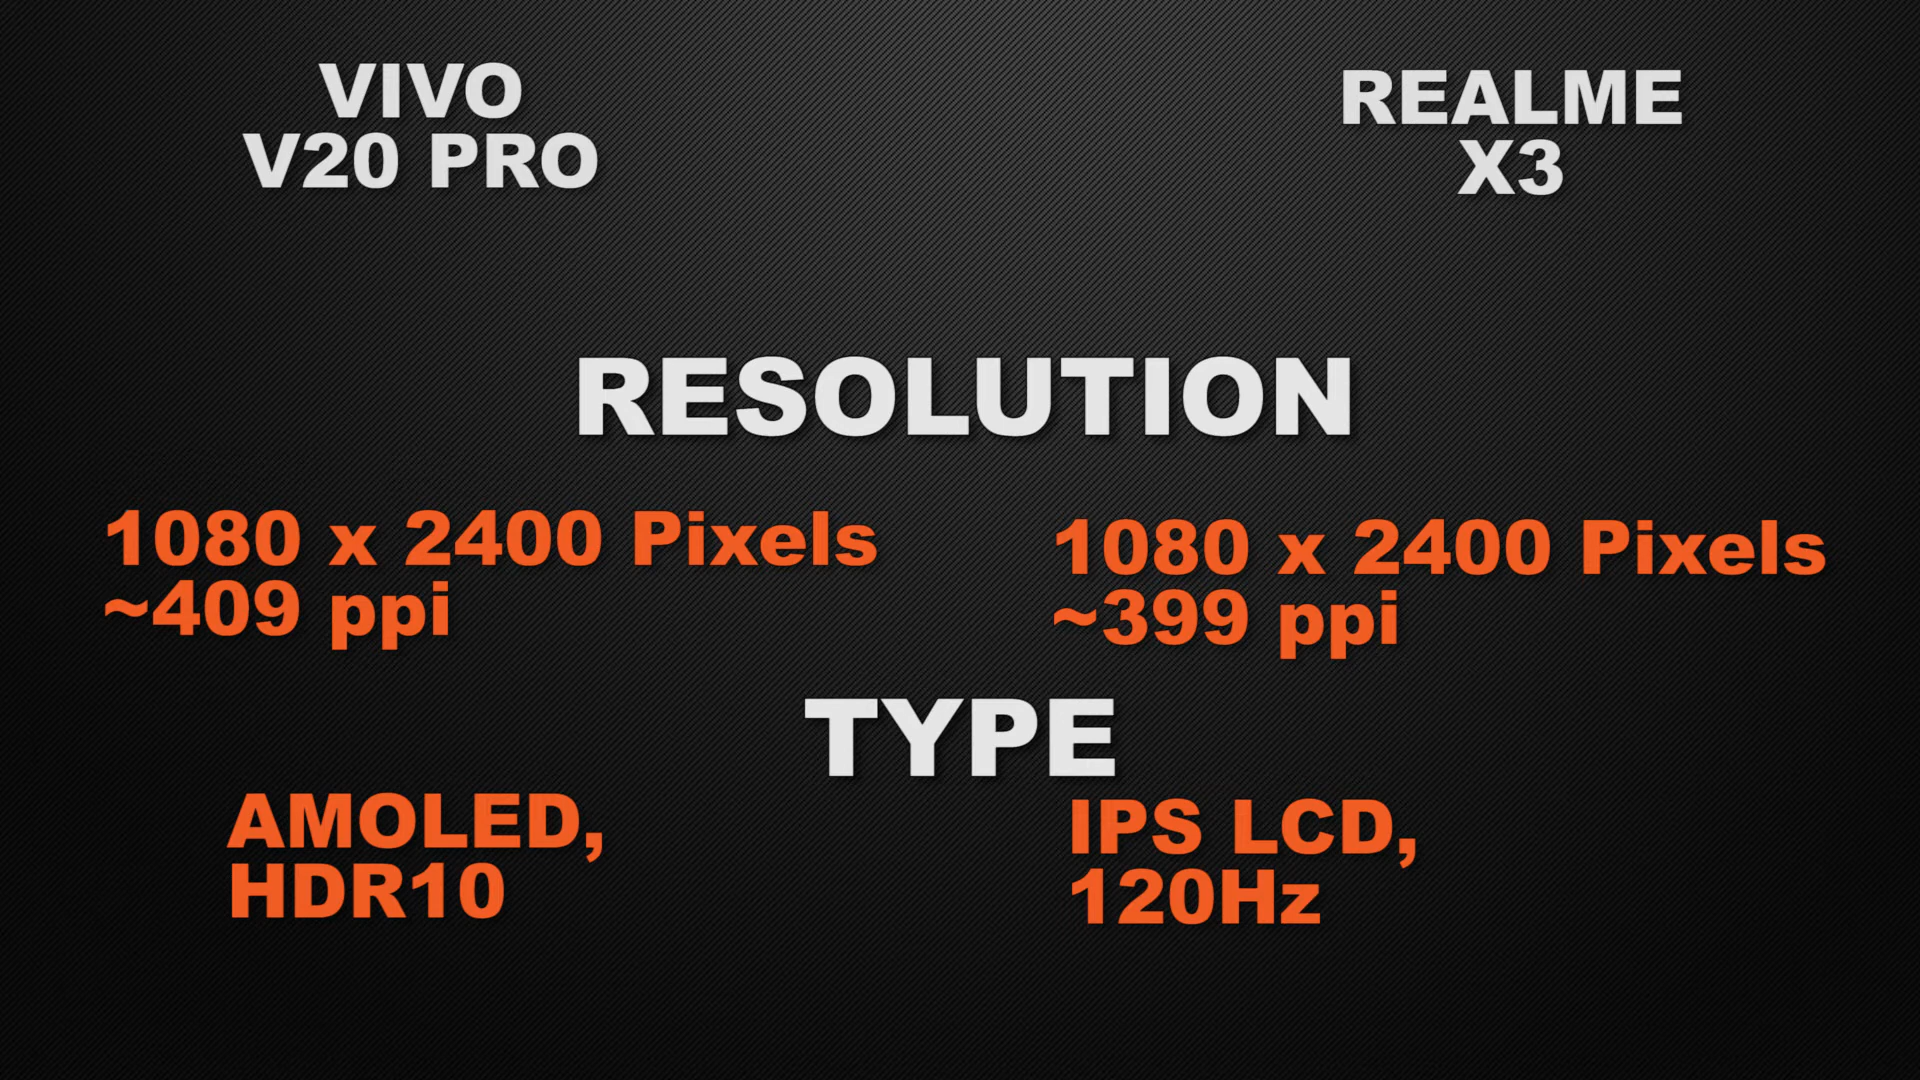 VIVO
V20 PRO
REALME
X3
RESOLUTION
1080 x 2400 Pixels
~409 ppi
1080 x 2400 Pixels
~399 ppi
TYPE
AMOLED,
HDR10
IPS LCD,
120Hz